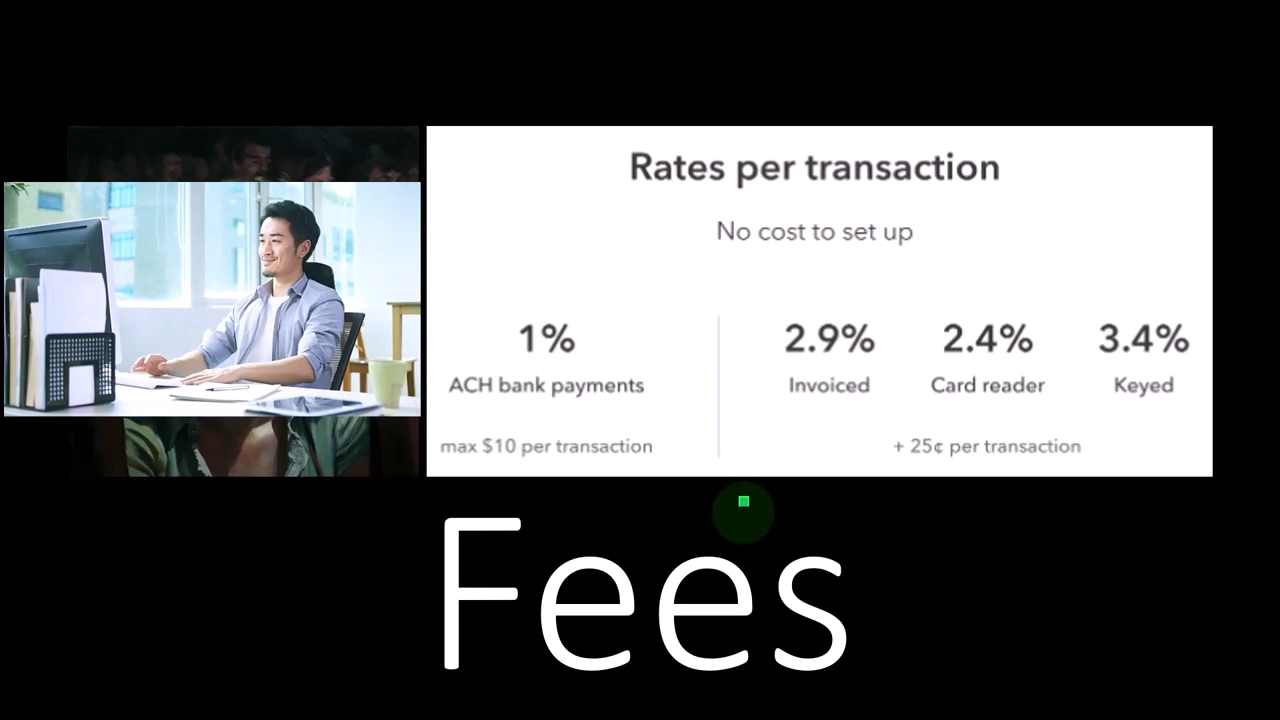 Rates per transaction
No cost to set up
1% 2.9% 2.4% 3.4%
ACH bank payments Invoiced Card reader Keyed
max $10 per transaction + 25¢ per transaction
Fees